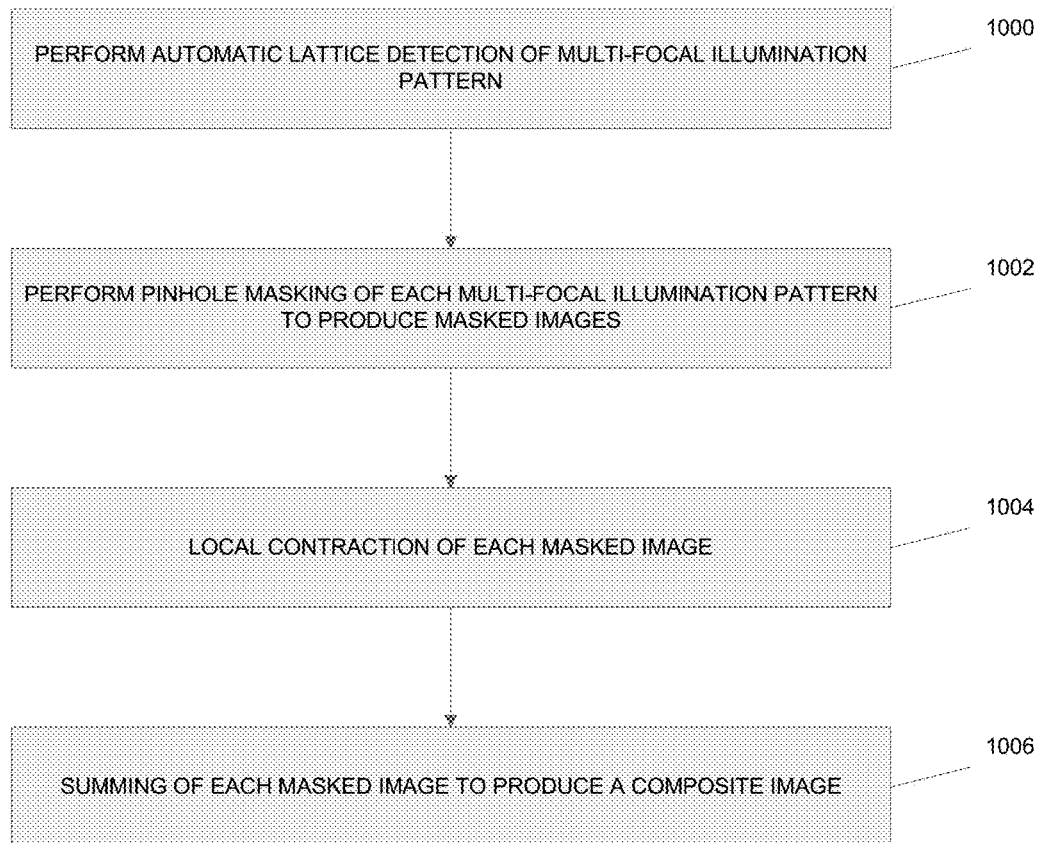 1000
PERFORM AUTOMATIC LATTICE DETECTION OF MULTI-FOCAL ILLUMINATION
PATTERN
1002
PERFORM PINHOLE MASKING OF EACH MULTI-FOCAL ILLUMINATION PATTERN
TO PRODUCE MASKED IMAGES
1004
LOCAL CONTRACTION OF EACH MASKED IMAGE
1006
SUMMING OF EACH MASKED IMAGE TO PRODUCE A COMPOSITE IMAGE